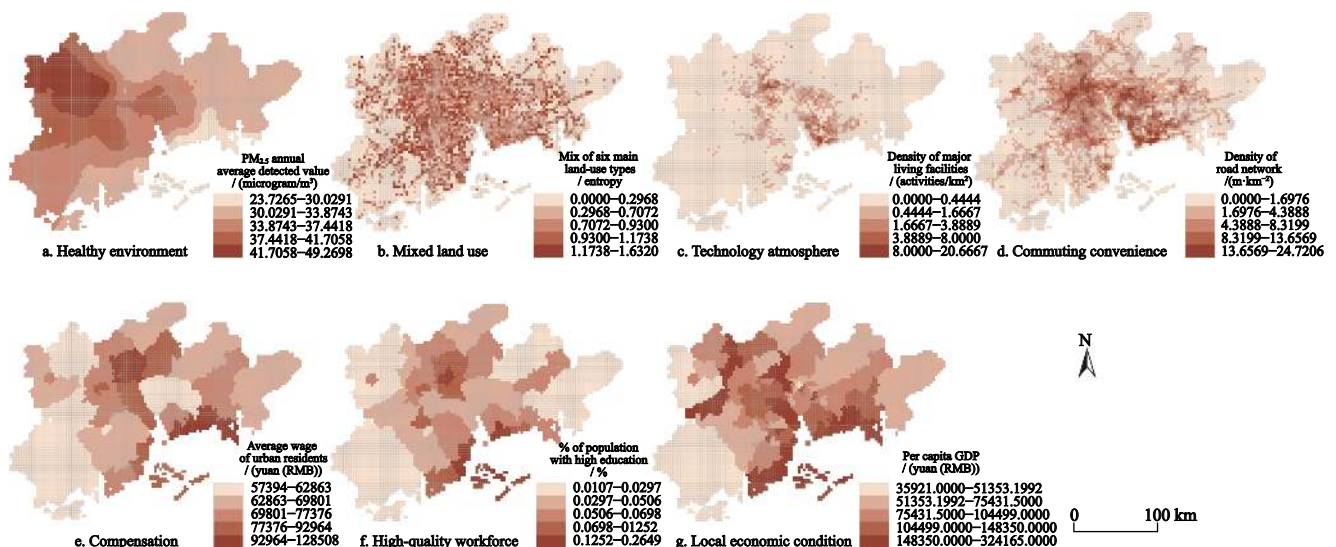 PM2.5 annual
average detected value
/ (microgram/m³)
23.7265–30.0291
30.0291–33.8743
33.8743–37.4418
37.4418–41.7058
41.7058–49.2698
a. Healthy environment
Mix of six main
land-use types
/ entropy
0.0000–0.2968
0.2968–0.7072
0.7072–0.9300
0.9300–1.1738
1.1738–1.6320
b. Mixed land use
Density of major
living facilities
/ (activities/km²)
0.0000–0.4444
0.4444–1.6667
1.6667–3.8889
3.8889–8.0000
8.0000–20.6667
c. Technology atmosphere
Density of
road network
/(m·km⁻²)
0.0000–1.6976
1.6976–4.3888
4.3888–8.3199
8.3199–13.6569
13.6569–24.7206
d. Commuting convenience
Average wage
of urban residents
/ (yuan (RMB))
57394–62863
62863–69801
69801–77376
77376–92964
92964–128508
e. Compensation
% of population
with high education
/ %
0.0107–0.0297
0.0297–0.0506
0.0506–0.0698
0.0698–01252
0.1252–0.2649
f. High-quality workforce
Per capita GDP
/ (yuan (RMB))
35921.0000–51353.1992
51353.1992–75431.5000
75431.5000–104499.0000
104499.0000–148350.0000
148350.0000–324165.0000
g. Local economic condition
N
0 100 km